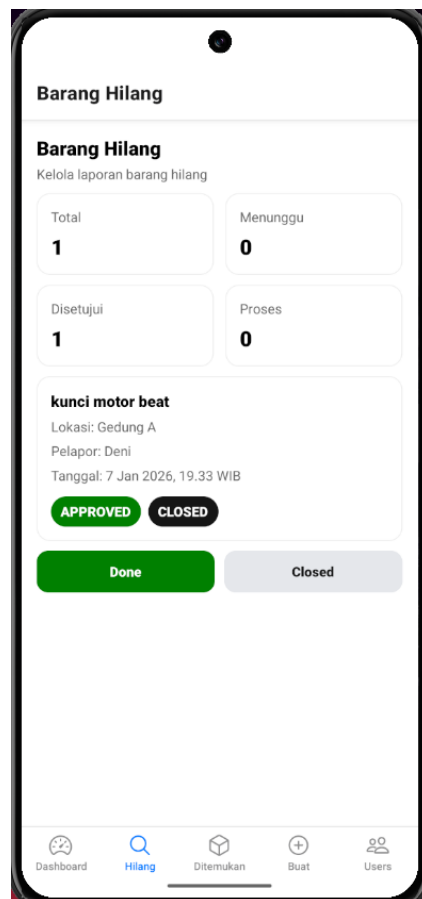 Barang Hilang
Barang Hilang
Kelola laporan barang hilang
Total
1
Menunggu
0
Disetujui
1
Proses
0
kunci motor beat
Lokasi: Gedung A
Pelapor: Deni
Tanggal: 7 Jan 2026, 19.33 WIB
APPROVED CLOSED
Done Closed
Dashboard Hilang Ditemukan Buat Users